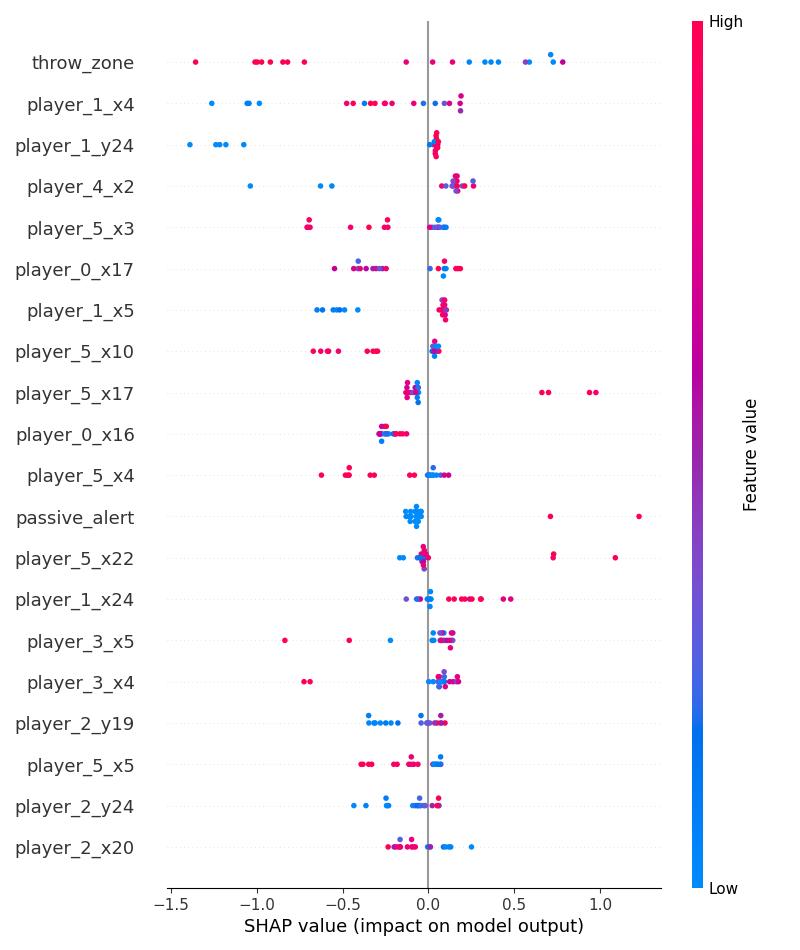 High
throw_zone
player_1_x4
player_1_y24
player_4_x2
player_5_x3
player_0_x17
player_1_x5
player_5_x10
player_5_x17
player_0_x16
player_5_x4
passive_alert
player_5_x22
player_1_x24
player_3_x5
player_3_x4
player_2_y19
player_5_x5
player_2_y24
player_2_x20
Feature value
Low
−1.5 −1.0 −0.5 0.0 0.5 1.0
SHAP value (impact on model output)